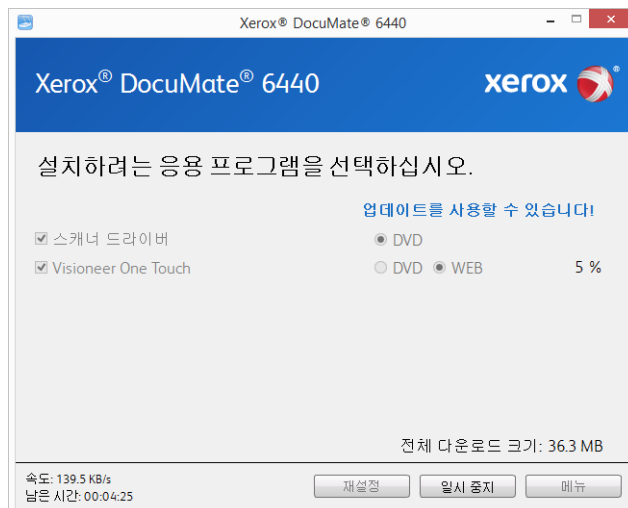 Xerox® DocuMate® 6440
Xerox® DocuMate® 6440
xerox ®
설치하려는 응용 프로그램을 선택하십시오.
업데이트를 사용할 수 있습니다!
스캐너 드라이버 DVD
Visioneer One Touch DVD WEB 5 %
전체 다운로드 크기: 36.3 MB
속도: 139.5 KB/s
남은 시간: 00:04:25
재설정 일시 중지 메뉴